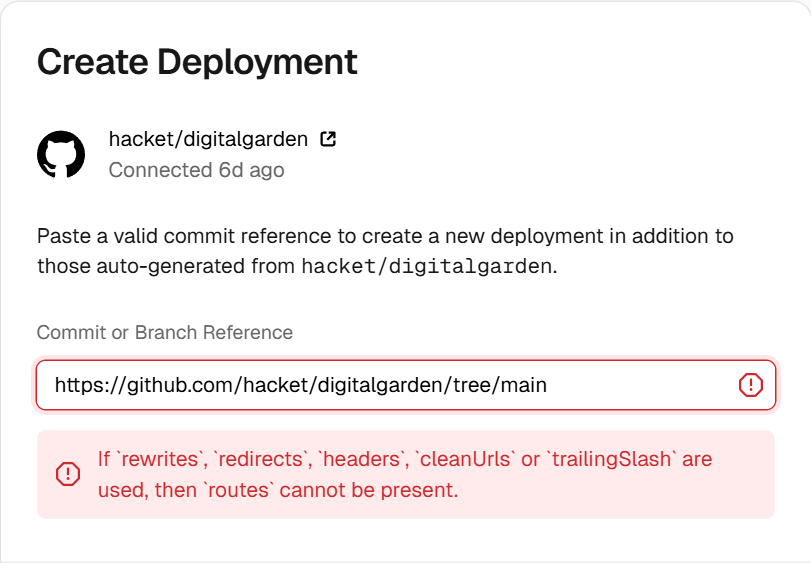 Create Deployment
hacket/digitalgarden
Connected 6d ago
Paste a valid commit reference to create a new deployment in addition to
those auto-generated from hacket/digitalgarden.
Commit or Branch Reference
https://github.com/hacket/digitalgarden/tree/main
If `rewrites`, `redirects`, `headers`, `cleanUrls` or `trailingSlash` are
used, then `routes` cannot be present.